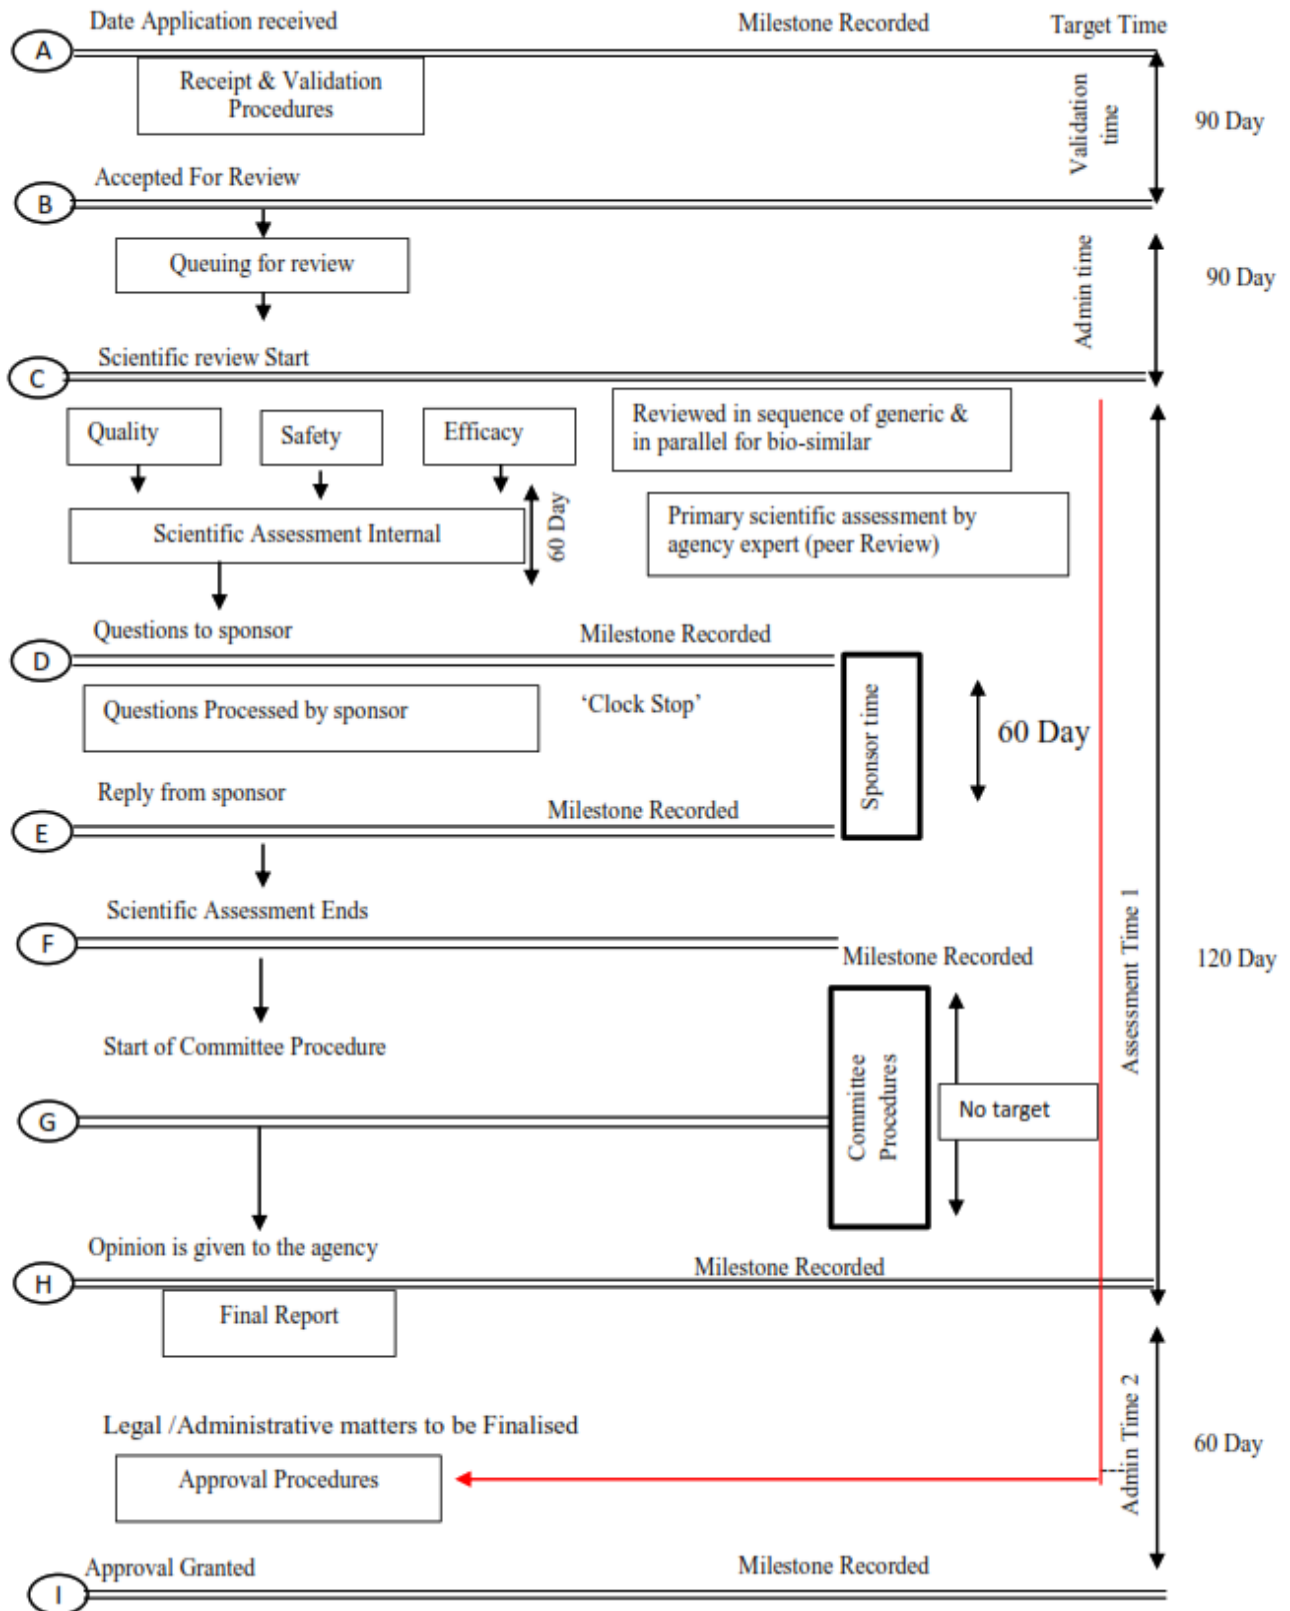 Date Application received Milestone Recorded Target Time
A
Receipt & Validation
Procedures
Validation
time
90 Day
Accepted For Review
B
Queuing for review
Admin time
90 Day
Scientific review Start
C
Quality
Safety
Efficacy
Reviewed in sequence of generic &
in parallel for bio-similar
Scientific Assessment Internal
60 Day
Primary scientific assessment by
agency expert (peer Review)
Questions to sponsor Milestone Recorded
D
Questions Processed by sponsor
‘Clock Stop’
Sponsor time
60 Day
Reply from sponsor
Milestone Recorded
E
Scientific Assessment Ends
F
Milestone Recorded
Assessment Time 1
120 Day
Start of Committee Procedure
Committee
Procedures
No target
G
Opinion is given to the agency
Milestone Recorded
H
Final Report
Legal /Administrative matters to be Finalised
Approval Procedures
Admin Time 2
60 Day
Approval Granted Milestone Recorded
I